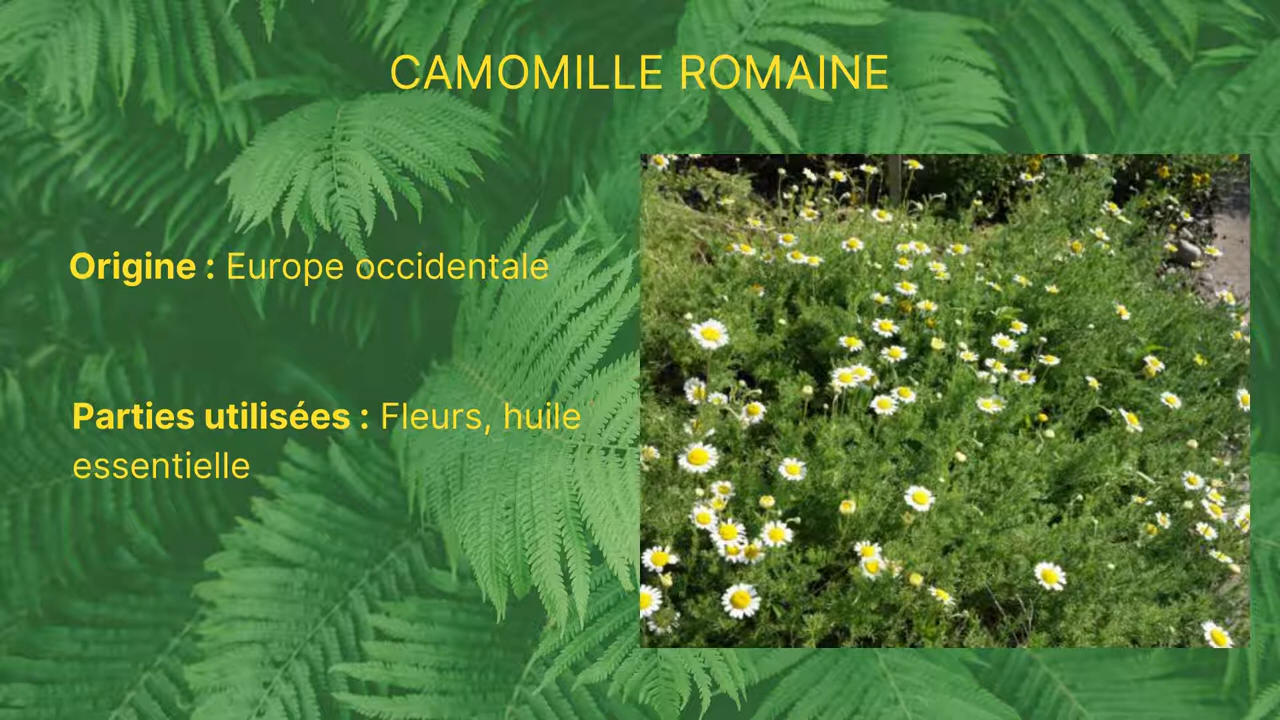 CAMOMILLE ROMAINE
Origine : Europe occidentale
Parties utilisées : Fleurs, huile
essentielle